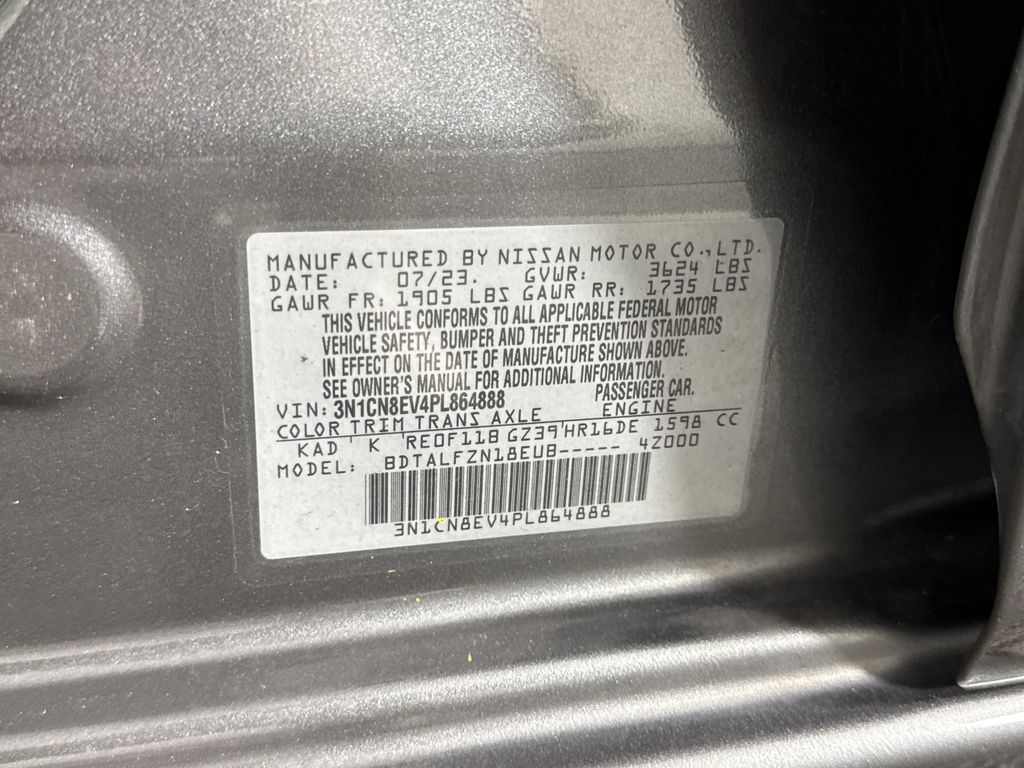 MANUFACTURED BY NISSAN MOTOR CO.,LTD.
DATE: 07/23. GVWR: 3624 LBS
GAWR FR: 1905 LBS GAWR RR: 1735 LBS
THIS VEHICLE CONFORMS TO ALL APPLICABLE FEDERAL MOTOR
VEHICLE SAFETY, BUMPER AND THEFT PREVENTION STANDARDS
IN EFFECT ON THE DATE OF MANUFACTURE SHOWN ABOVE.
SEE OWNER'S MANUAL FOR ADDITIONAL INFORMATION.
VIN: 3N1CN8EV4PL864888 PASSENGER CAR.
COLOR TRIM TRANS AXLE ENGINE
KAD K RE0F11B GZ39 HR16DE 1598 CC
MODEL: BDTALFZN18EUB----- 4Z000
3N1CN8EV4PL864888